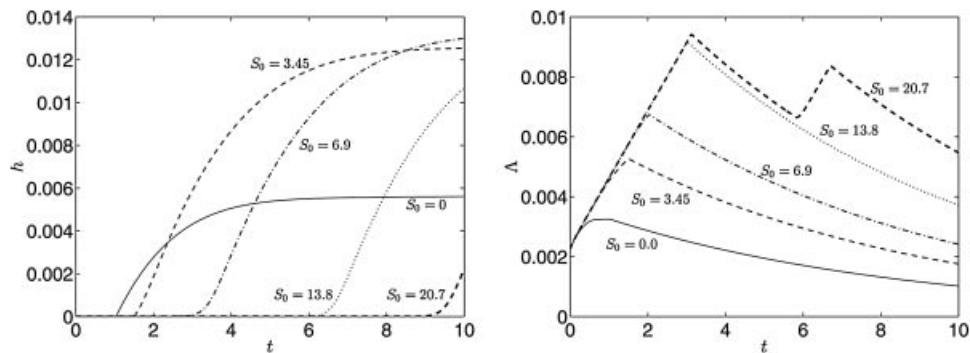 0.014
0.012
0.01
0.008
0.006
0.004
0.002
0
h
S₀ = 3.45
S₀ = 6.9
S₀ = 0
S₀ = 13.8
S₀ = 20.7
0 2 4 6 8 10
t
0.01
0.008
0.006
0.004
0.002
0
Λ
S₀ = 20.7
S₀ = 13.8
S₀ = 6.9
S₀ = 3.45
S₀ = 0.0
0 2 4 6 8 10
t